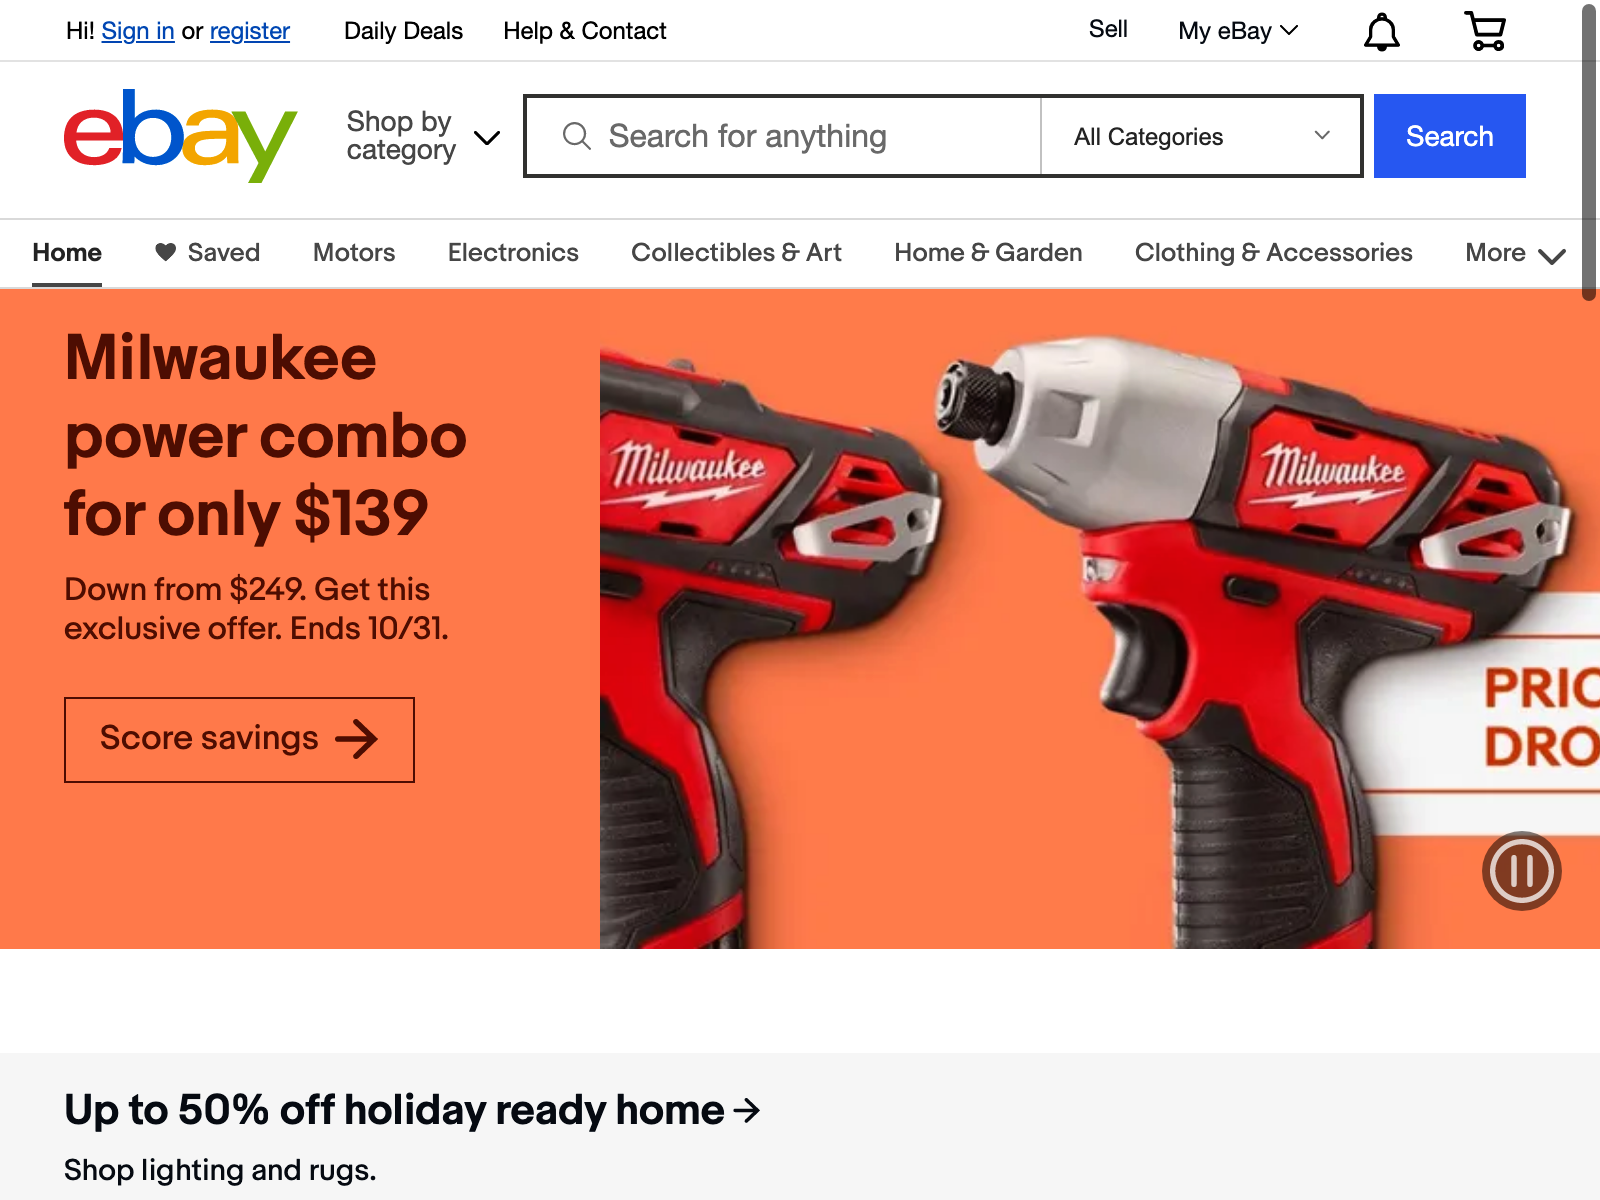 Hi! Sign in or register
Daily Deals
Help & Contact
Sell
My eBay
ebay
Shop by
category
Search for anything
All Categories
Search
Home
Saved
Motors
Electronics
Collectibles & Art
Home & Garden
Clothing & Accessories
More
Milwaukee
power combo
for only $139
Down from $249. Get this
exclusive offer. Ends 10/31.
Score savings
Milwaukee
Milwaukee
Up to 50% off holiday ready home
Shop lighting and rugs.